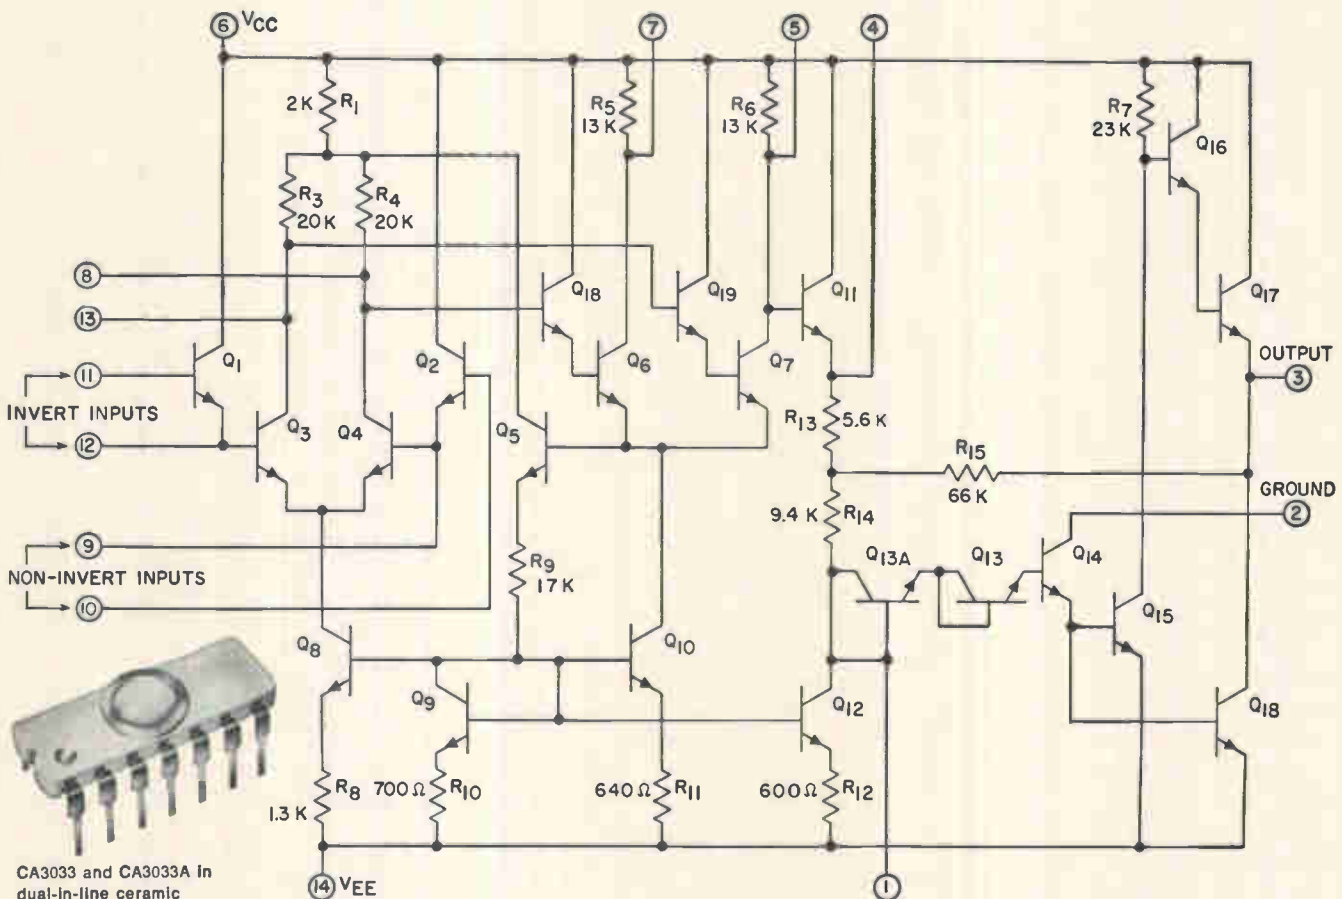 6 VCC
7
5
4
2K R1
R3 20K
R4 20K
R5 13 K
R6 13 K
R7 23 K
Q16
8
13
11
INVERT INPUTS
12
Q1
Q3
Q4
Q2
Q5
Q18
Q6
Q19
Q7
Q11
Q17
OUTPUT
3
R13 5.6 K
R15
66 K
9.4 K R14
GROUND
2
9
NON-INVERT INPUTS
10
R9 17 K
Q13A
Q13
Q14
Q15
Q8
Q9
Q10
Q12
Q18
1.3 K R8
700 Ω R10
640 Ω R11
600 Ω R12
14 VEE
1
CA3033 and CA3033A in
dual-in-line ceramic